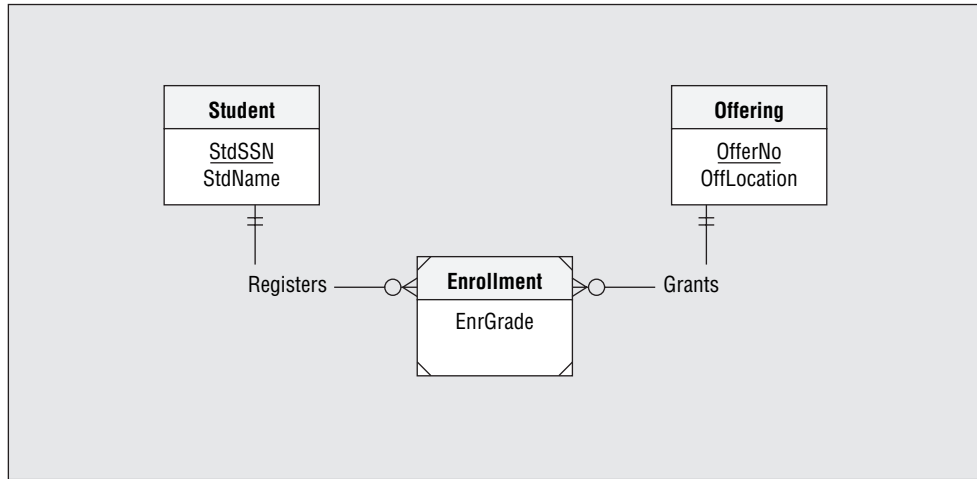 Student
StdSSN
StdName
Offering
OfferNo
OffLocation
Registers
Enrollment
EnrGrade
Grants